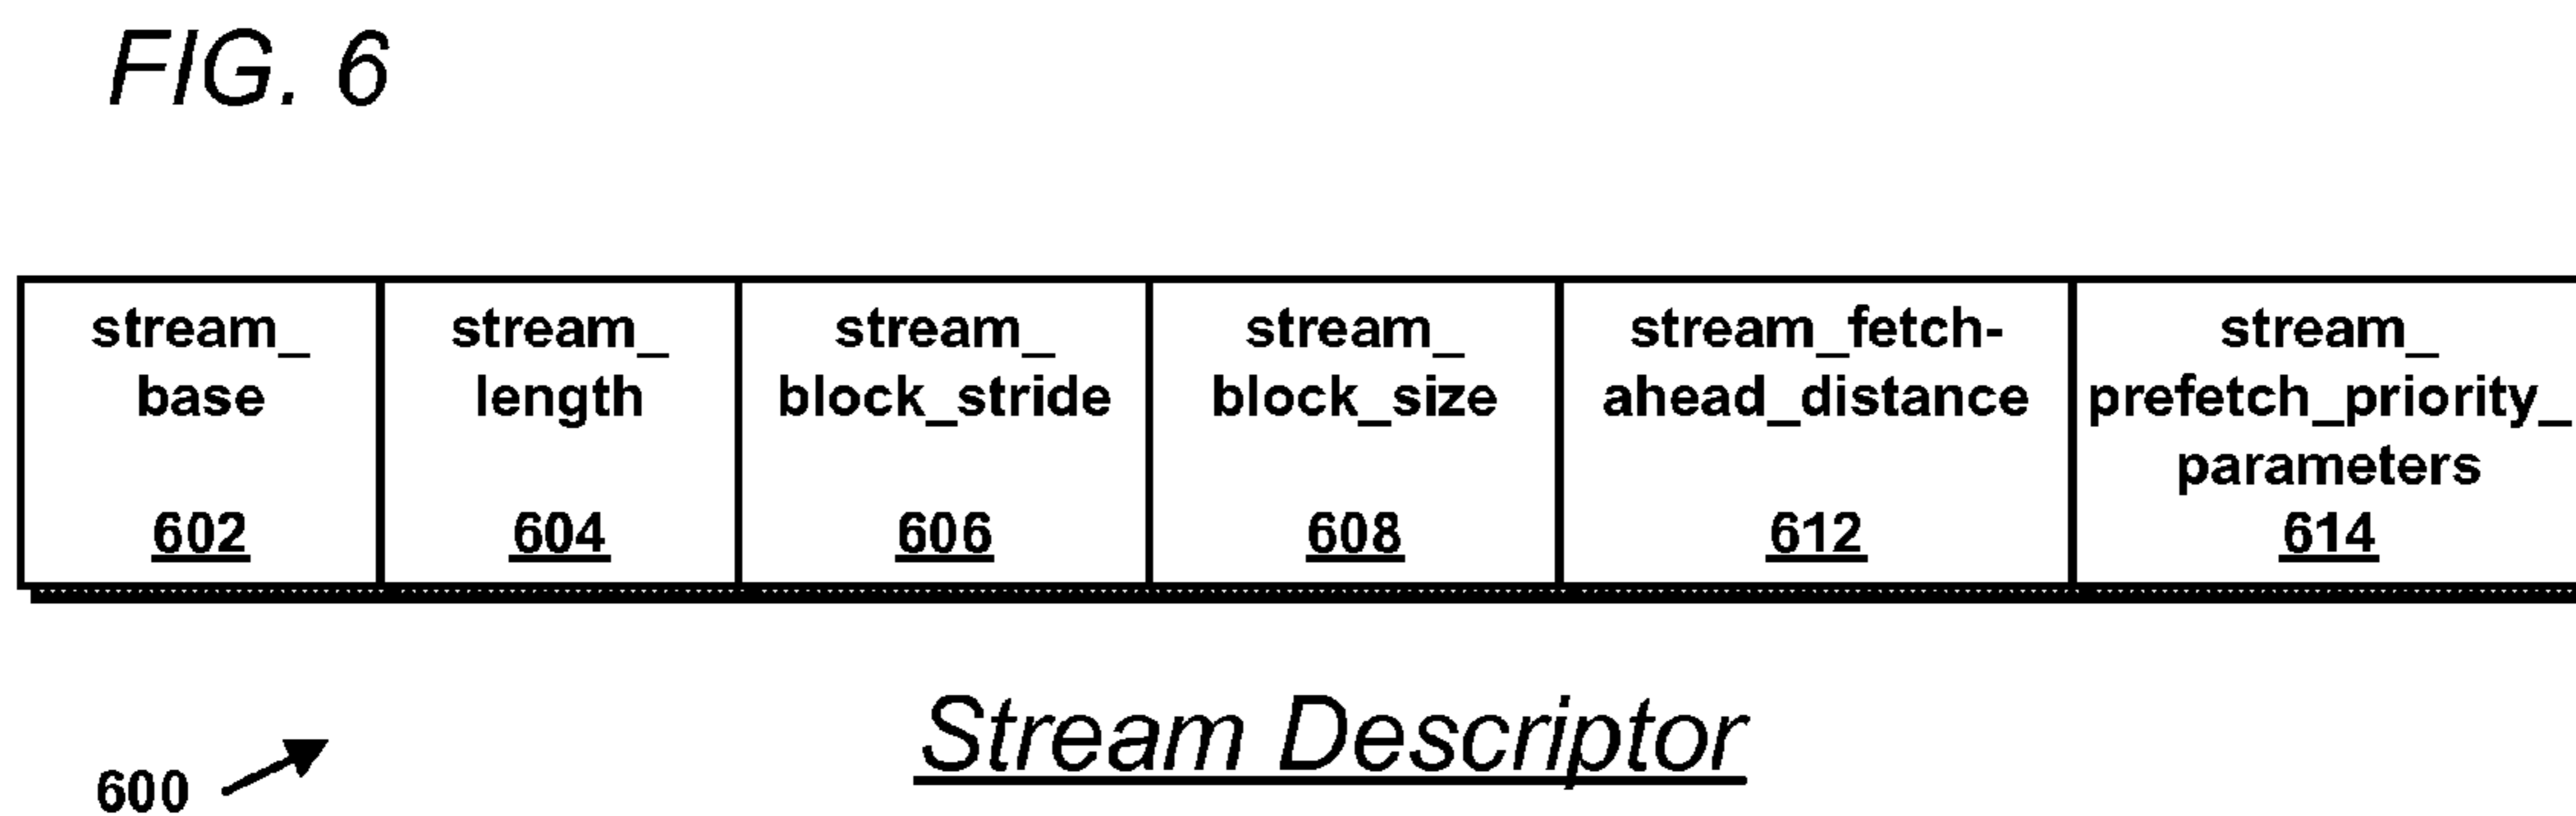 FIG. 6
stream_
base
602
stream_
length
604
stream_
block_stride
606
stream_
block_size
608
stream_fetch-
ahead_distance
612
stream_
prefetch_priority_
parameters
614
Stream Descriptor
600